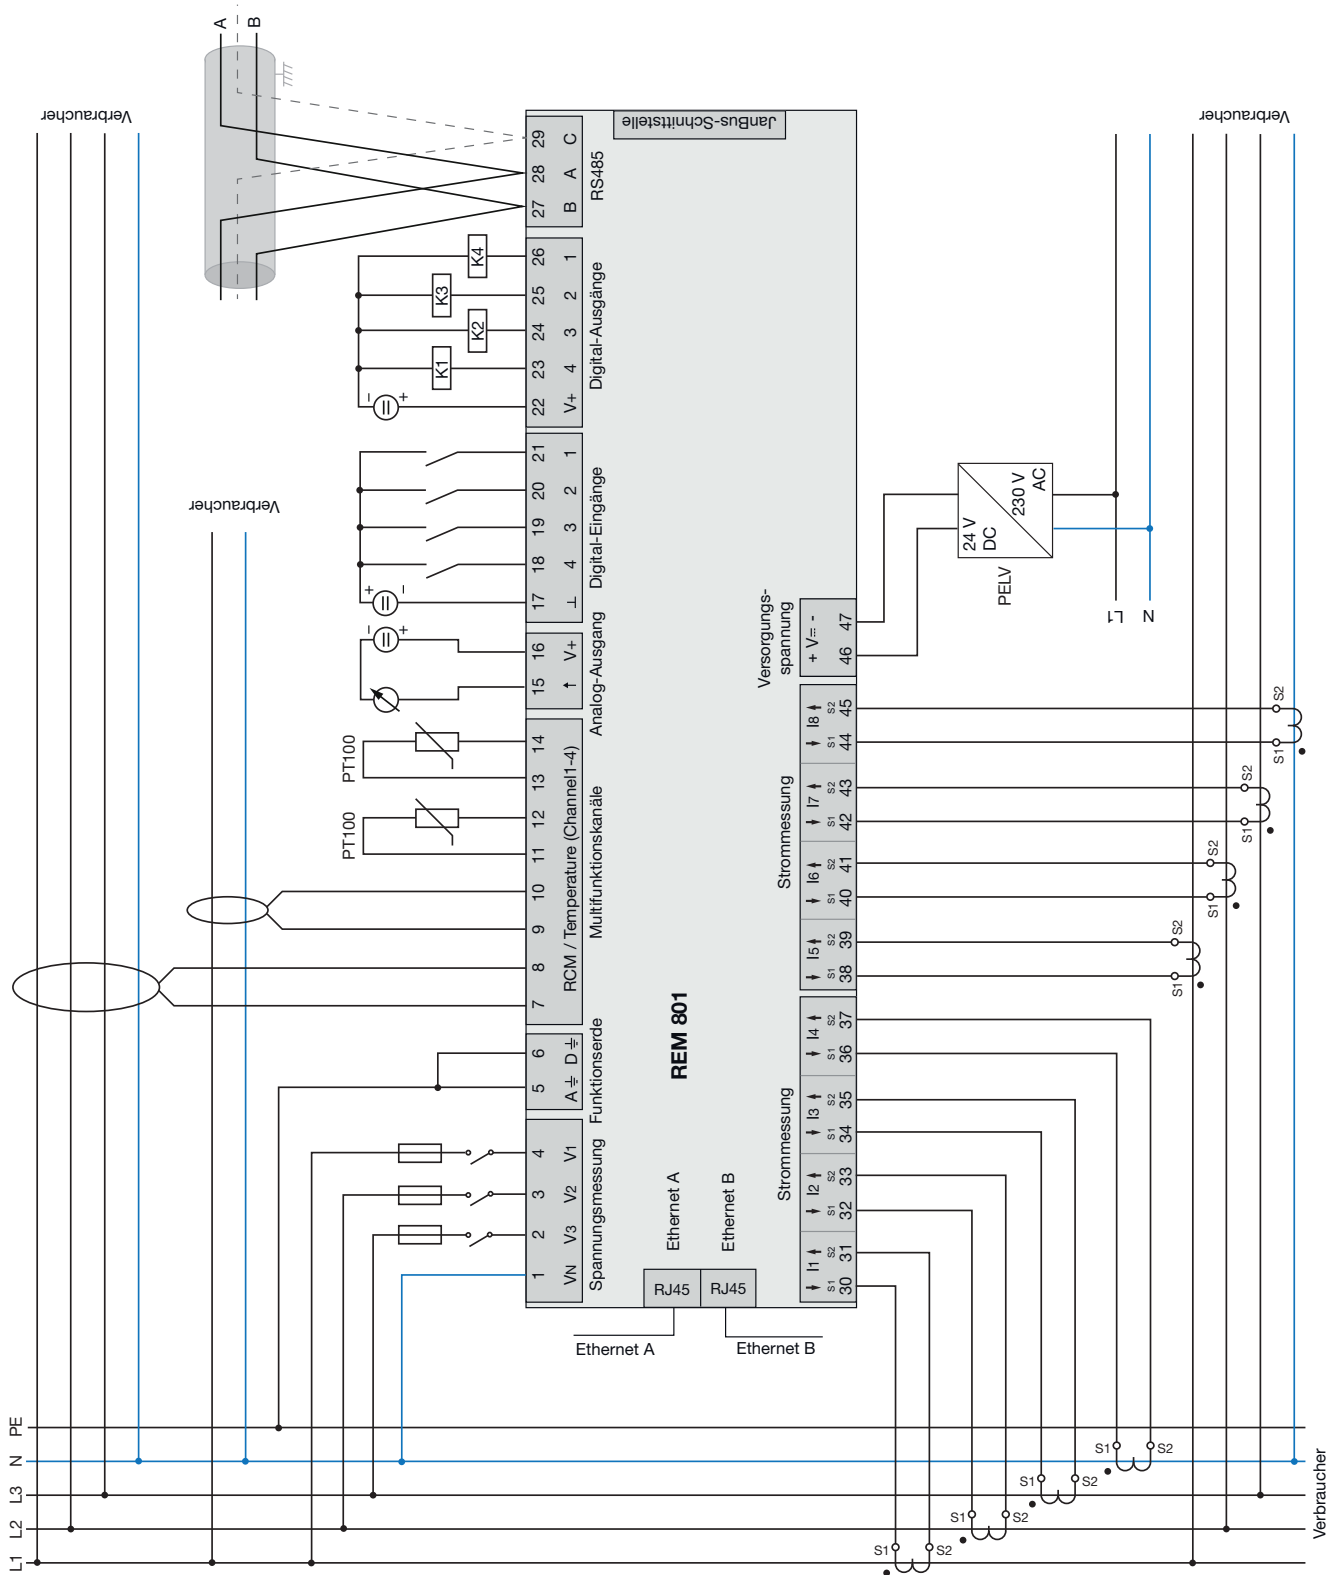 A
B
Verbraucher
Verbraucher
Verbraucher
JanBus-Schnittstelle
29 C
28 A
27 B
RS485
26 1
25 2
24 3
23 4
22 V+
Digital-Ausgänge
K4
K3
K2
K1
- +
21 1
20 2
19 3
18 4
17 ⊥
Digital-Eingänge
+ -
- +
16 V+
15 ↑
Analog-Ausgang
14
13
12
11
10
9
8
7
RCM / Temperature (Channel1-4)
Multifunktionskanäle
PT100
PT100
6 D ⏚
5 A ⏚
Funktionserde
4 V1
3 V2
2 V3
1 VN
Spannungsmessung
REM 801
Ethernet A
Ethernet B
RJ45
RJ45
Ethernet A
Ethernet B
Versorgungs-
spannung
+ V= -
47
46
24 V
DC
230 V
AC
PELV
L1
N
Strommessung
I8
S2 45
S1 44
I7
S2 43
S1 42
I6
S2 41
S1 40
I5
S2 39
S1 38
Strommessung
I4
S2 37
S1 36
I3
S2 35
S1 34
I2
S2 33
S1 32
I1
S2 31
S1 30
S1 S2
S1 S2
S1 S2
S1 S2
S1 S2
S1 S2
S1 S2
S1 S2
PE
N
L3
L2
L1
Verbraucher